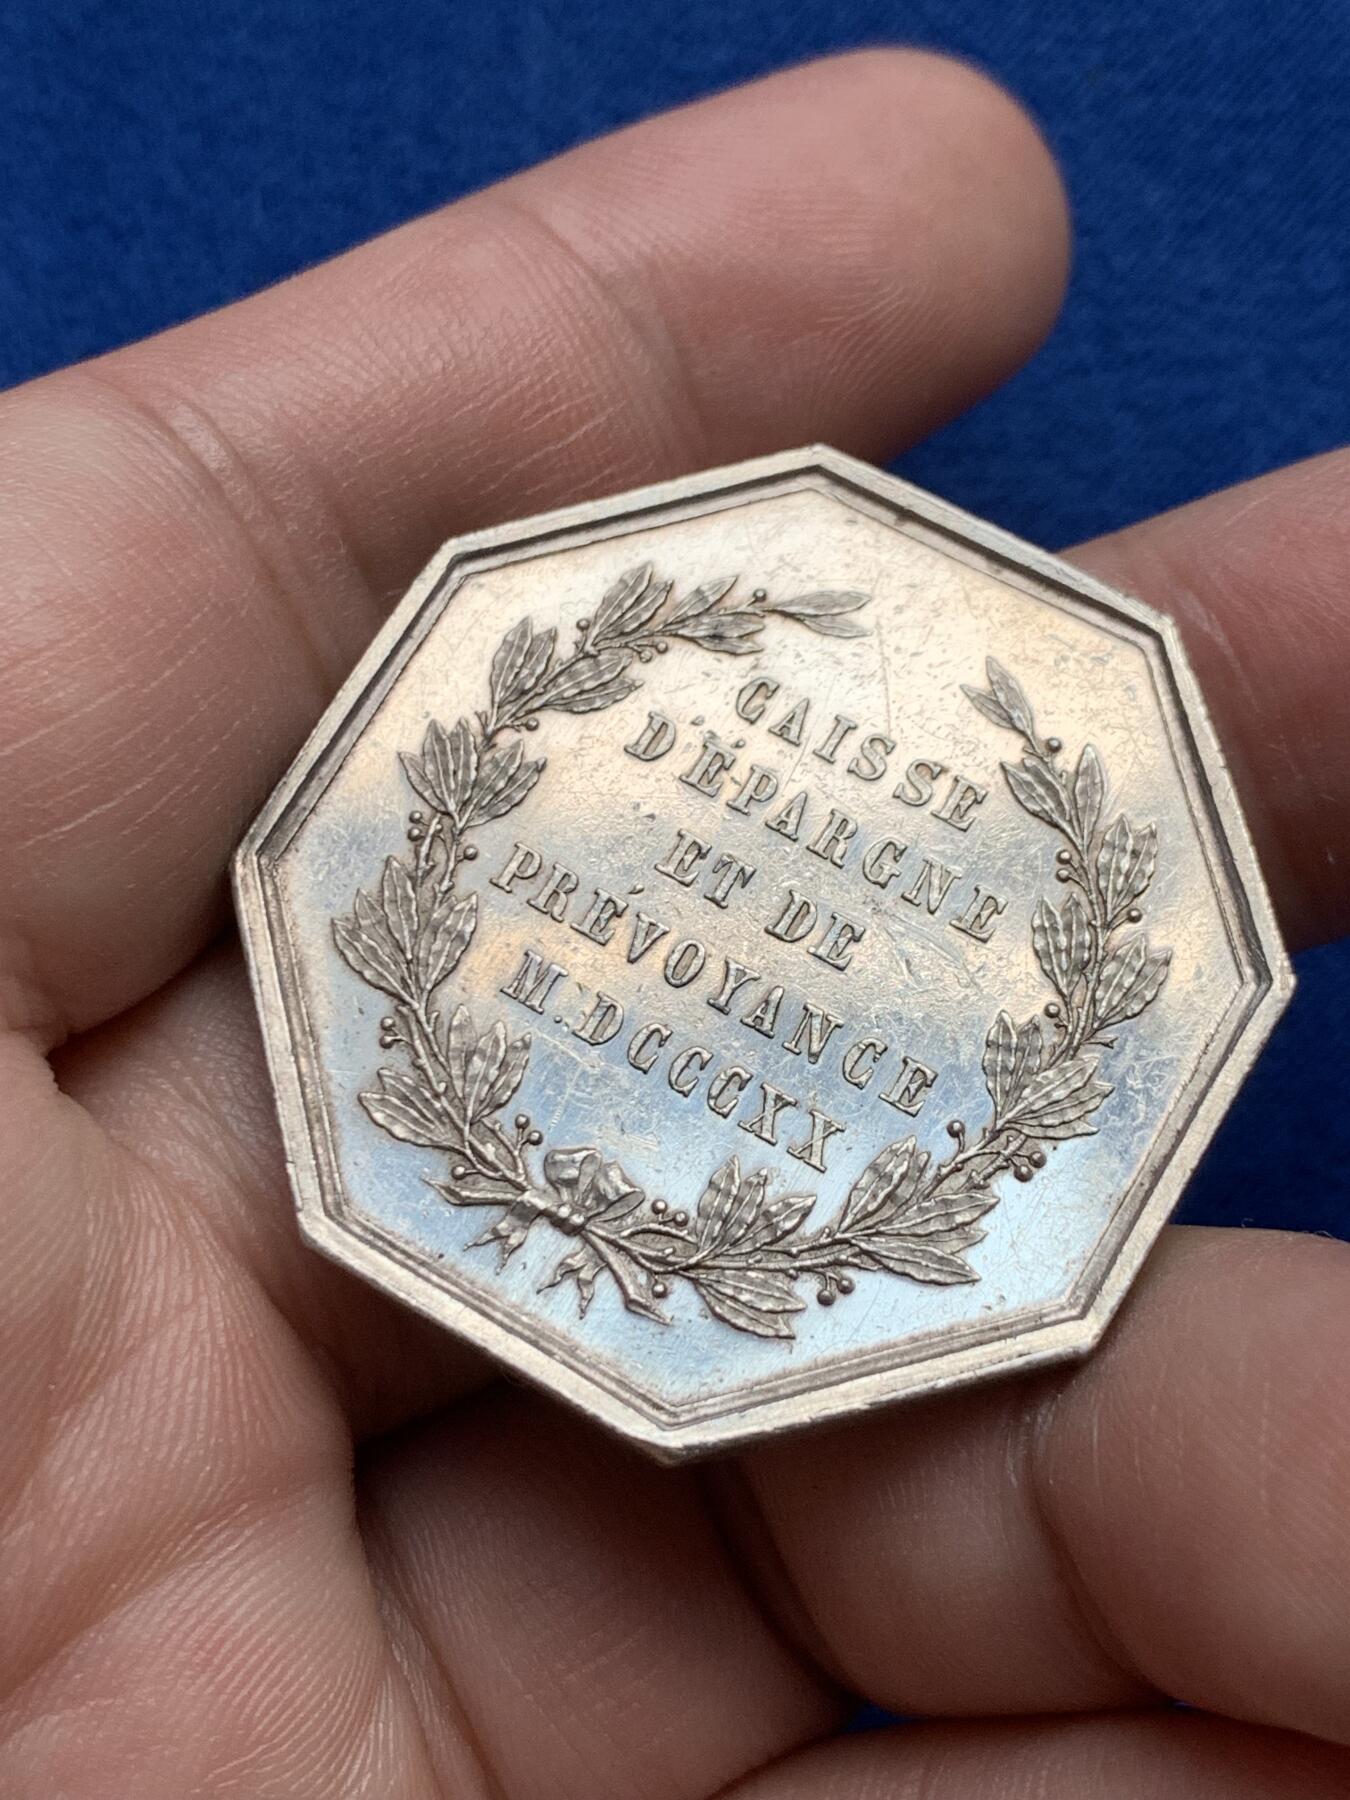 CAISSE
D'ÉPARGNE
ET DE
PRÉVOYANCE
M.DCCCXX